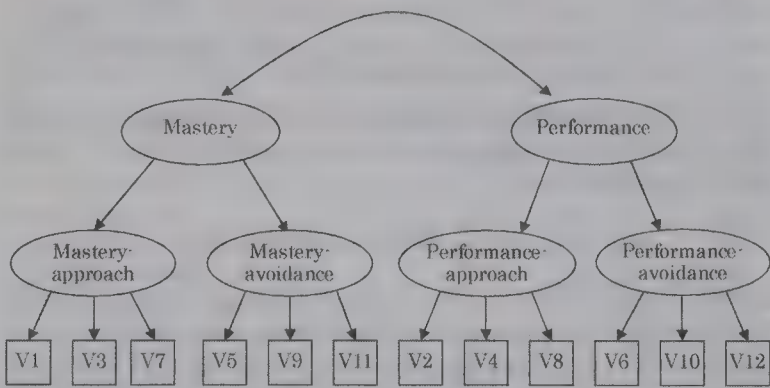 Mastery
Performance
Mastery-
approach
Mastery-
avoidance
Performance-
approach
Performance-
avoidance
V1
V3
V7
V5
V9
V11
V2
V4
V8
V6
V10
V12